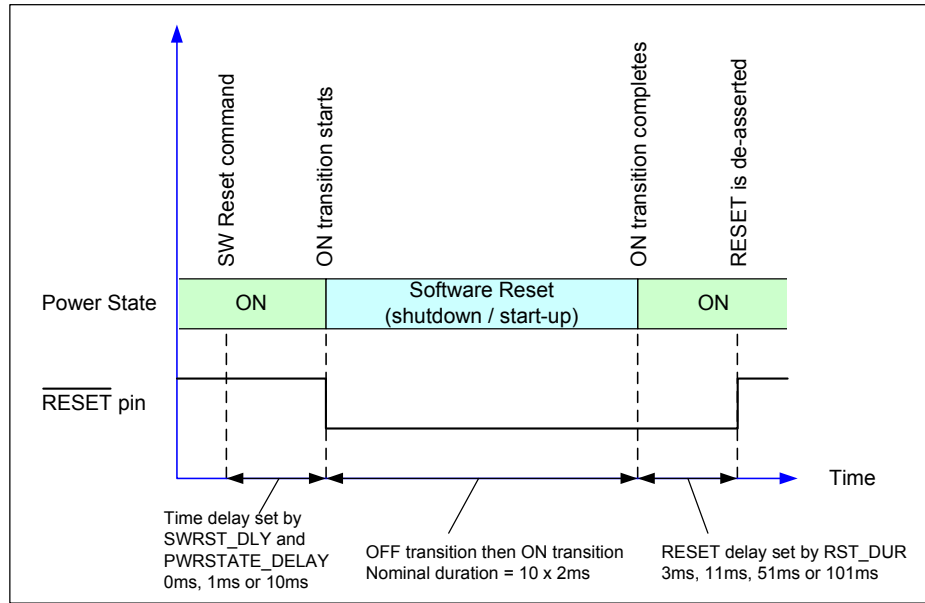 SW Reset command
ON transition starts
ON transition completes
RESET is de-asserted
Power State
ON
Software Reset
(shutdown / start-up)
ON
RESET pin
Time
Time delay set by
SWRST_DLY and
PWRSTATE_DELAY
0ms, 1ms or 10ms
OFF transition then ON transition
Nominal duration = 10 x 2ms
RESET delay set by RST_DUR
3ms, 11ms, 51ms or 101ms